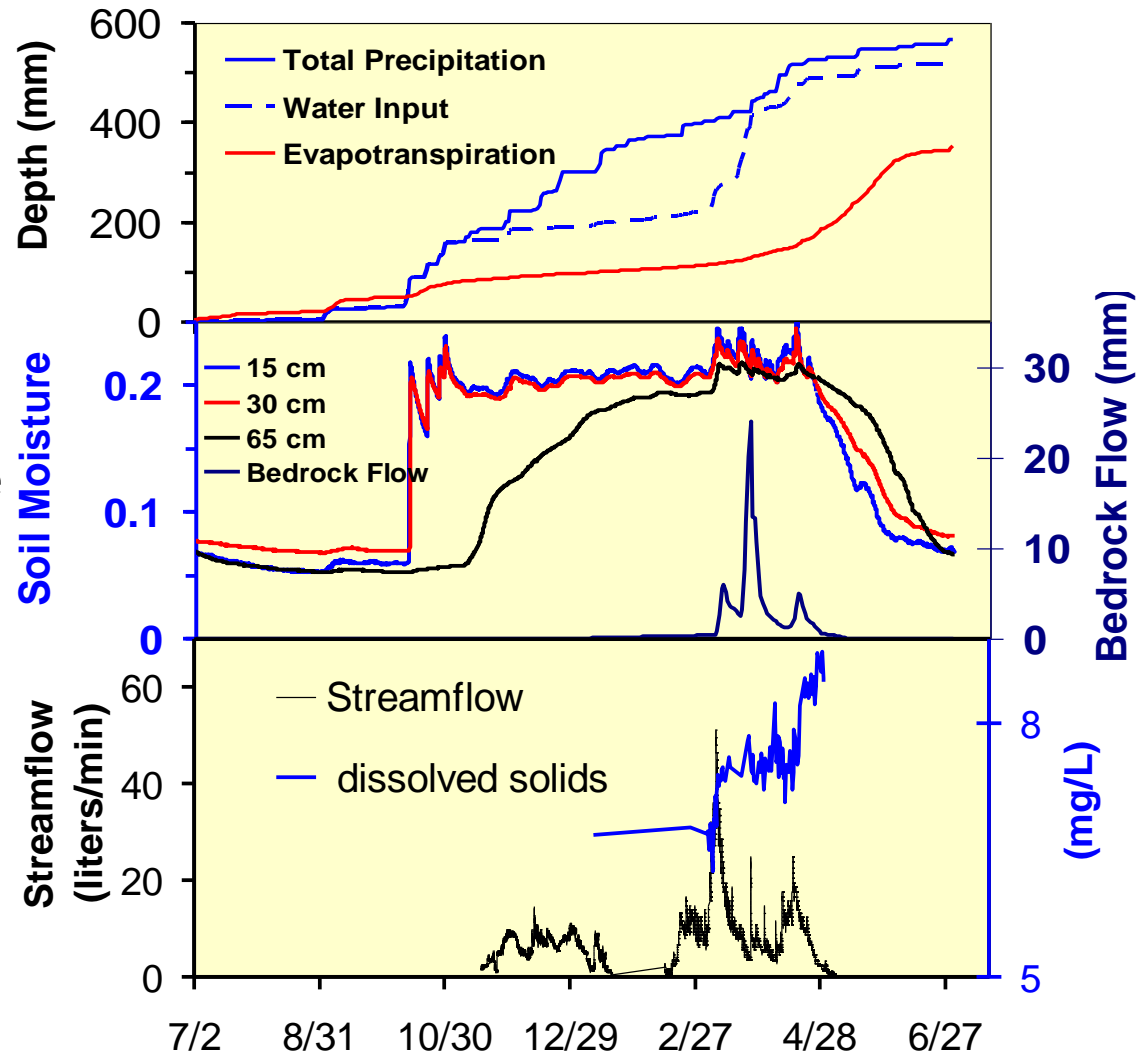 Depth (mm)
600
400
200
0
Total Precipitation
Water Input
Evapotranspiration
Soil Moisture
0.2
0.1
0
15 cm
30 cm
65 cm
Bedrock Flow
30
20
10
0
Bedrock Flow (mm)
Streamflow
(liters/min)
60
40
20
0
Streamflow
dissolved solids
8
5
(mg/L)
7/2 8/31 10/30 12/29 2/27 4/28 6/27